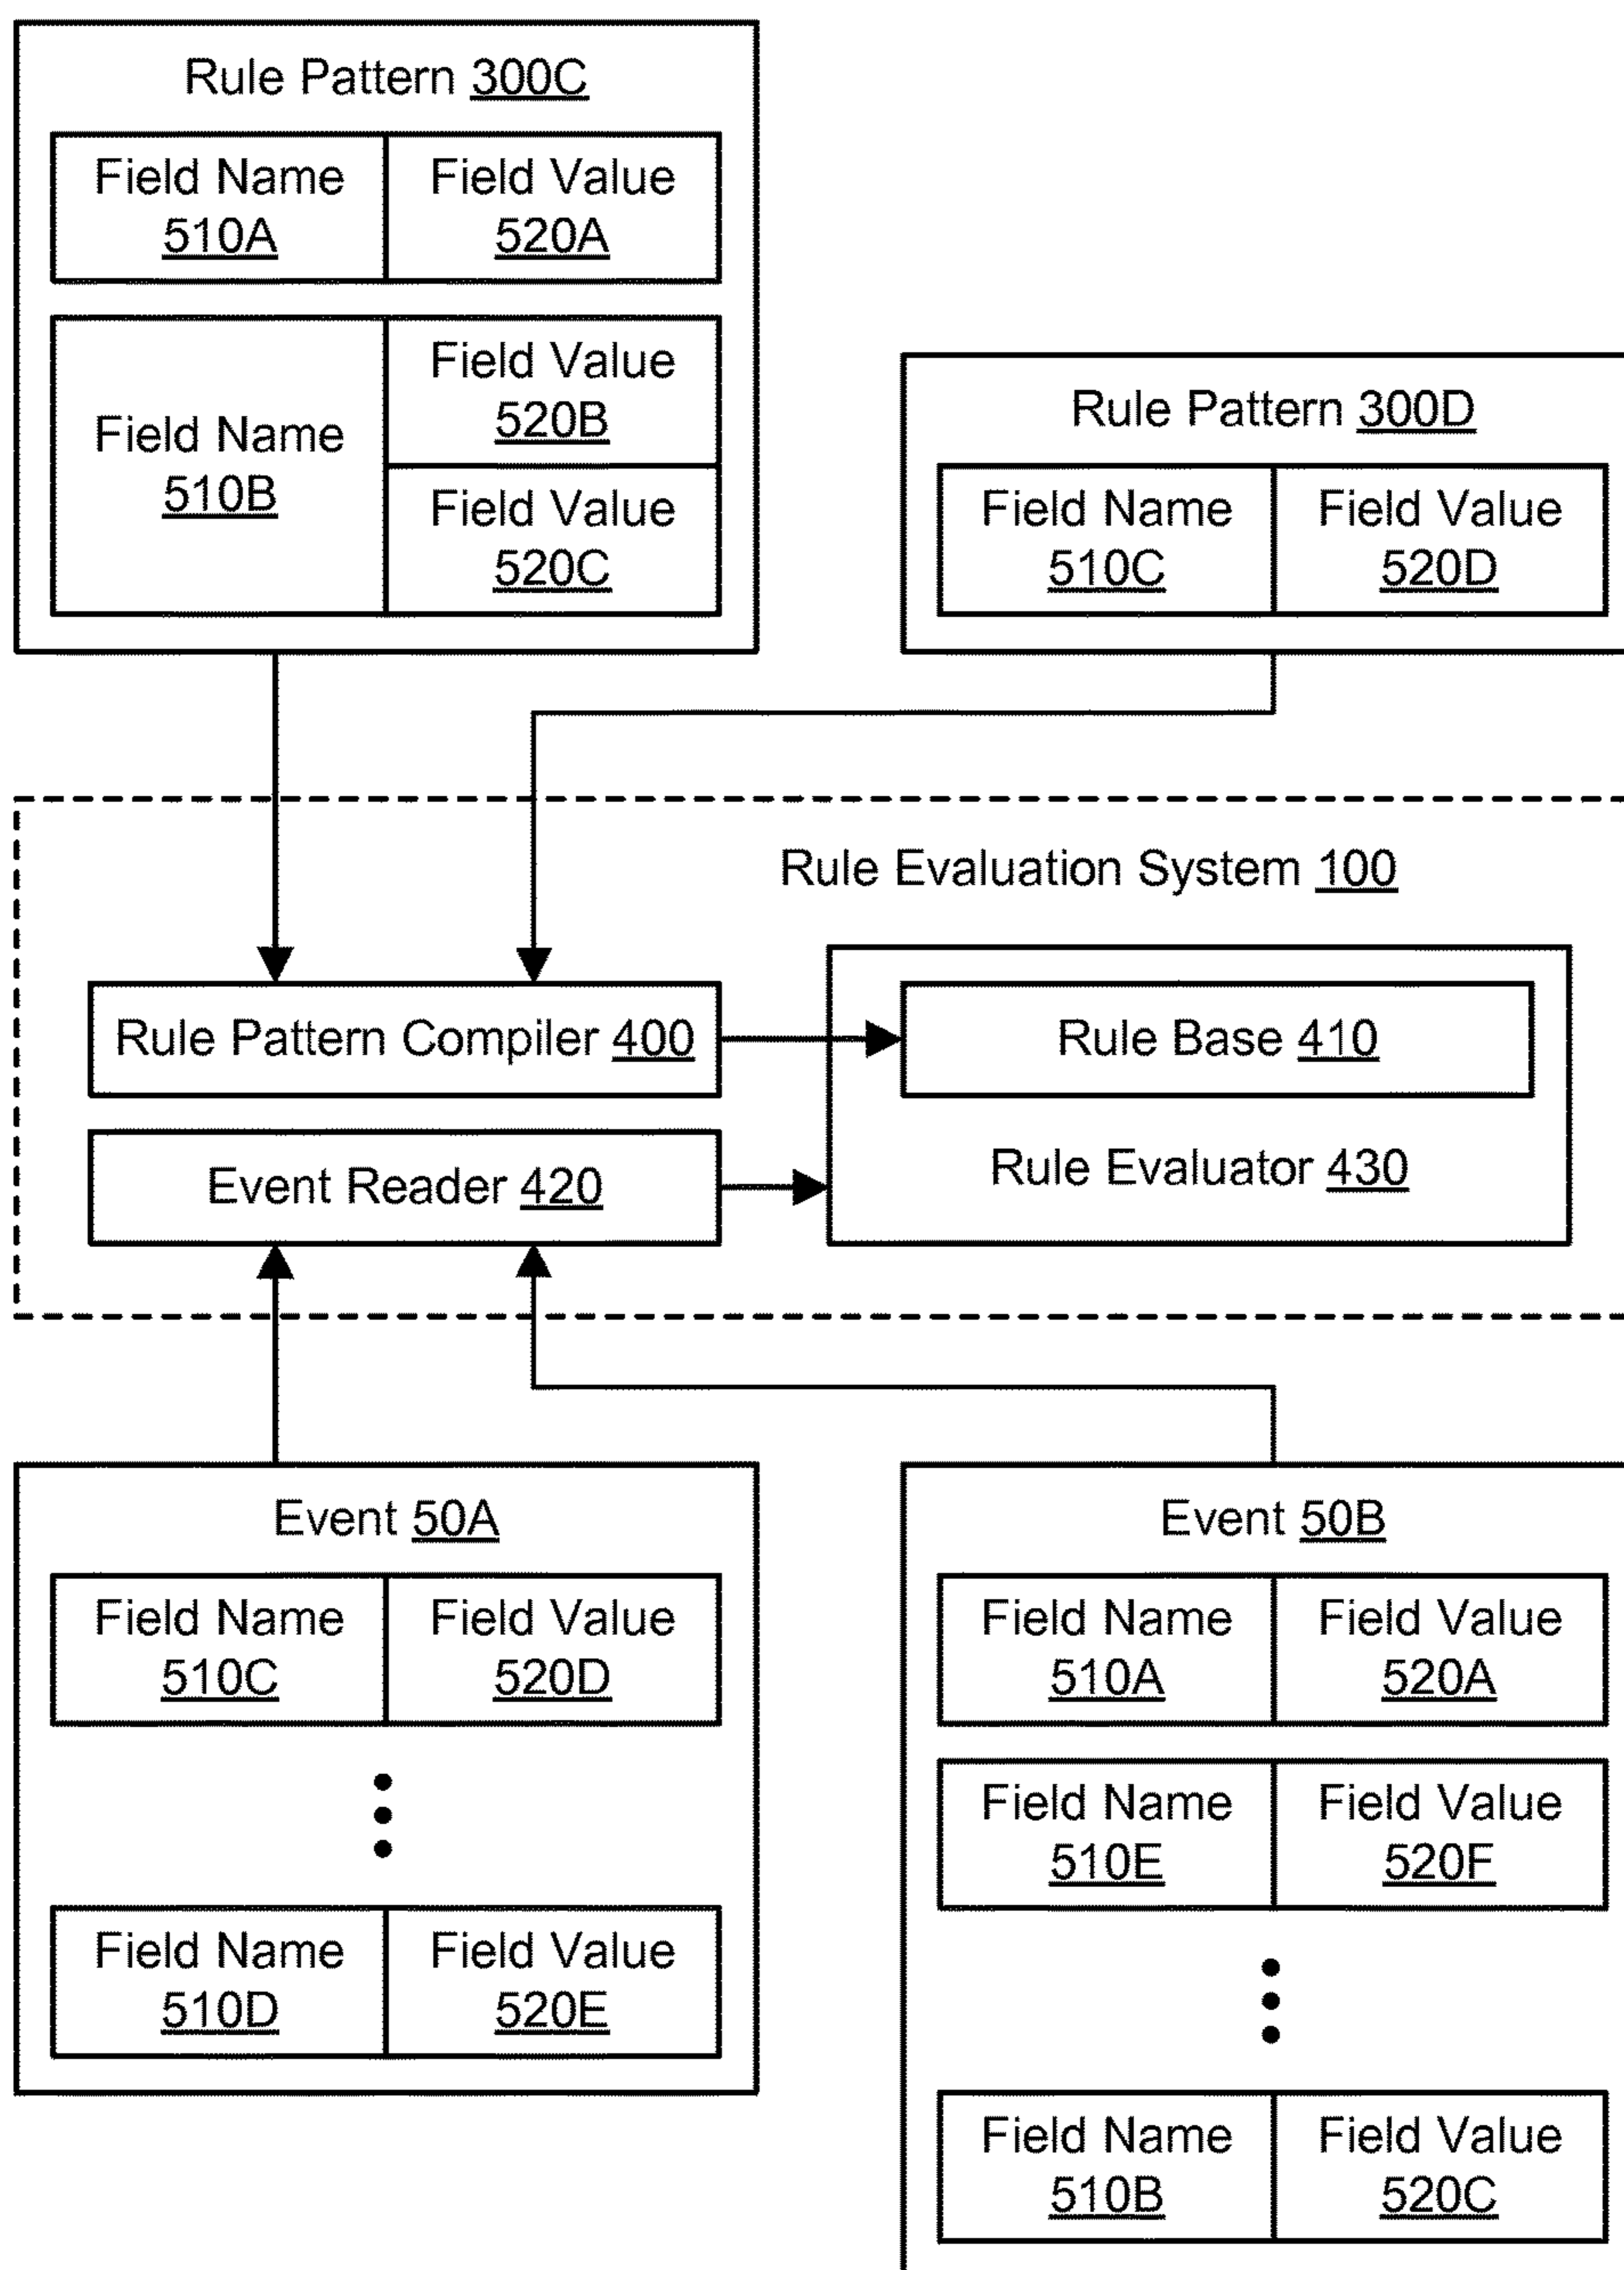 Rule Pattern 300C
Field Name
510A
Field Value
520A
Field Name
510B
Field Value
520B
Field Value
520C
Rule Pattern 300D
Field Name
510C
Field Value
520D
Rule Evaluation System 100
Rule Pattern Compiler 400
Rule Base 410
Event Reader 420
Rule Evaluator 430
Event 50A
Field Name
510C
Field Value
520D
Field Name
510D
Field Value
520E
Event 50B
Field Name
510A
Field Value
520A
Field Name
510E
Field Value
520F
Field Name
510B
Field Value
520C